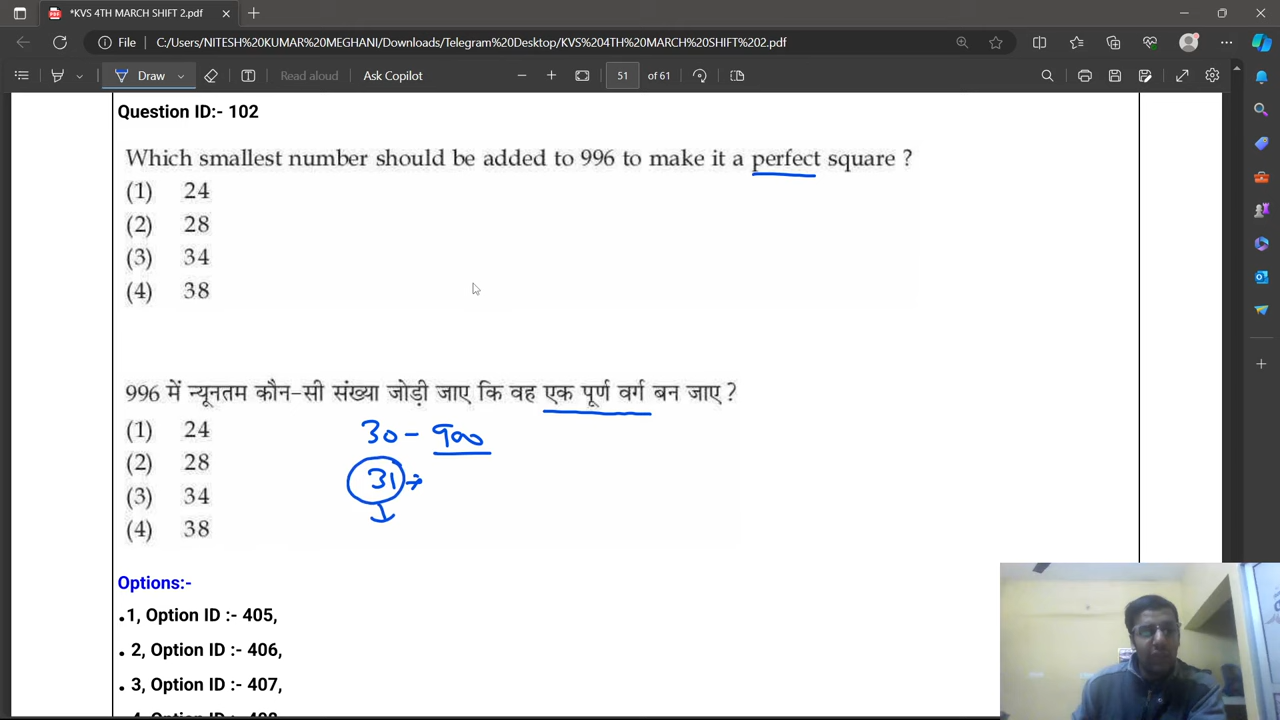 *KVS 4TH MARCH SHIFT 2.pdf
File C:/Users/NITESH%20KUMAR%20MEGHANI/Downloads/Telegram%20Desktop/KVS%204TH%20MARCH%20SHIFT%202.pdf
Draw Read aloud Ask Copilot 51 of 61
Question ID:- 102
Which smallest number should be added to 996 to make it a perfect square ?
(1) 24
(2) 28
(3) 34
(4) 38
996 में न्यूनतम कौन-सी संख्या जोड़ी जाए कि वह एक पूर्ण वर्ग बन जाए ?
(1) 24
(2) 28
(3) 34
(4) 38
30 - 900
31 →
Options:-
.1, Option ID :- 405,
. 2, Option ID :- 406,
. 3, Option ID :- 407,